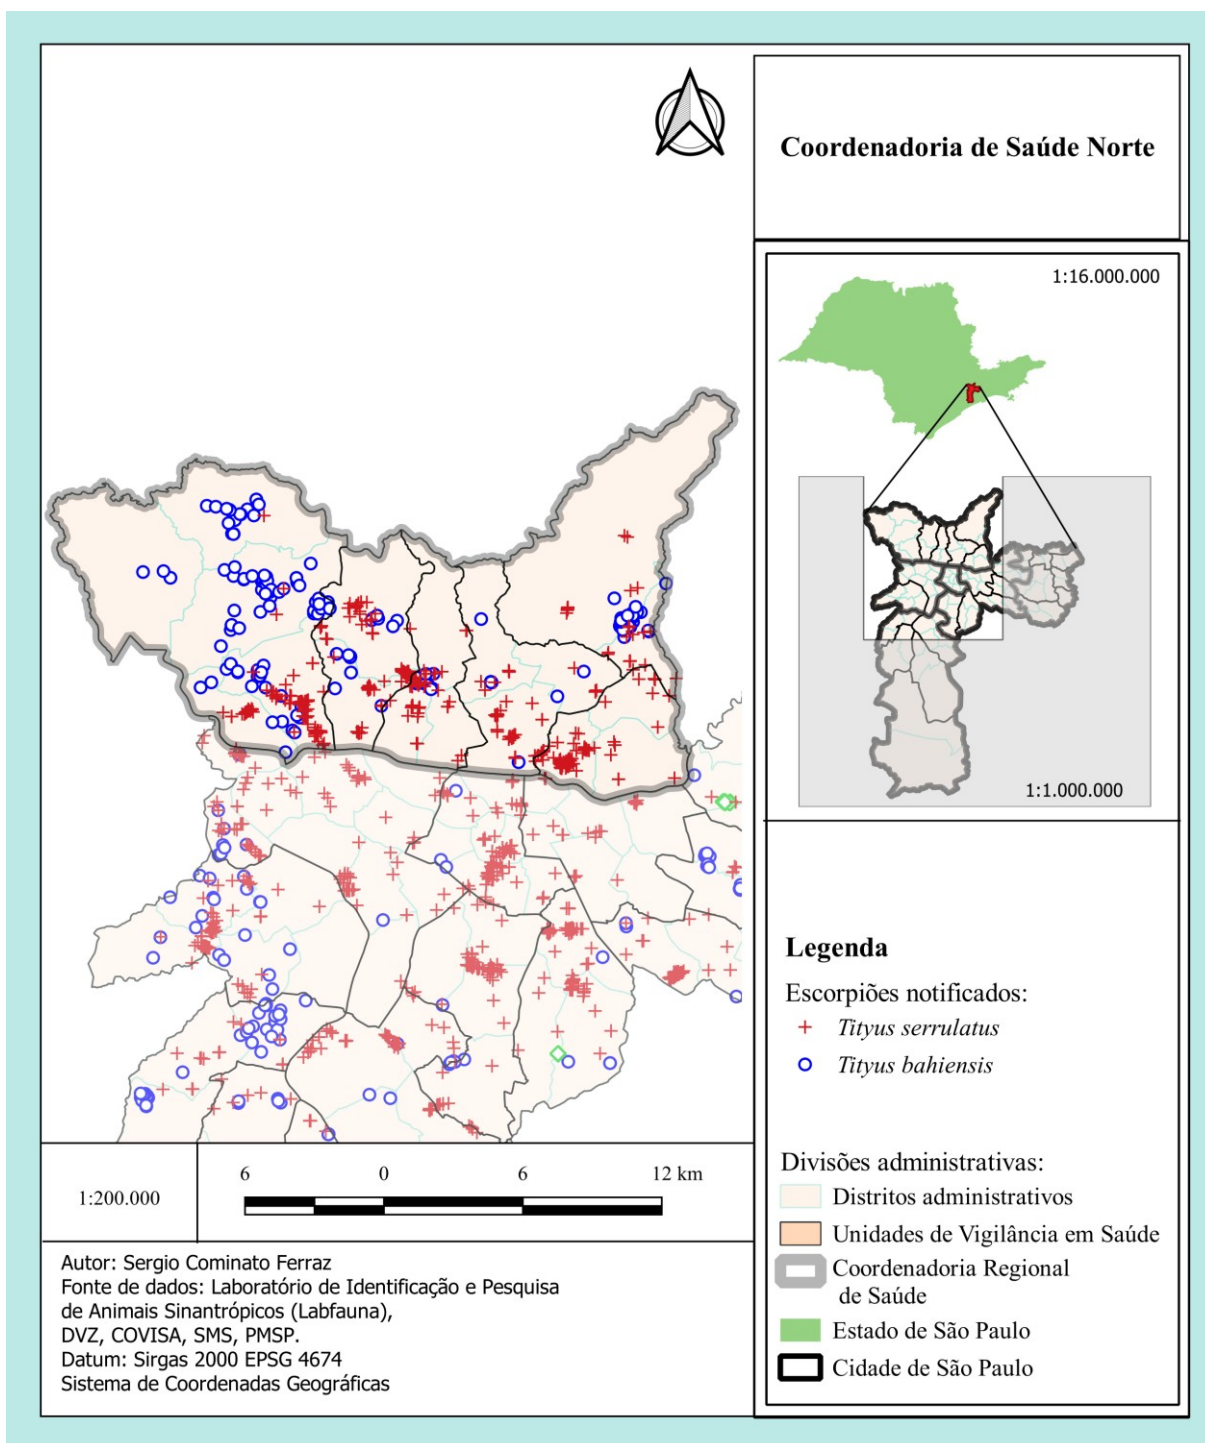 Coordenadoria de Saúde Norte
1:16.000.000
1:1.000.000
Legenda
Escorpiões notificados:
Tityus serrulatus
Tityus bahiensis
Divisões administrativas:
Distritos administrativos
Unidades de Vigilância em Saúde
Coordenadoria Regional
de Saúde
Estado de São Paulo
Cidade de São Paulo
1:200.000
6 0 6 12 km
Autor: Sergio Cominato Ferraz
Fonte de dados: Laboratório de Identificação e Pesquisa
de Animais Sinantrópicos (Labfauna),
DVZ, COVISA, SMS, PMSP.
Datum: Sirgas 2000 EPSG 4674
Sistema de Coordenadas Geográficas